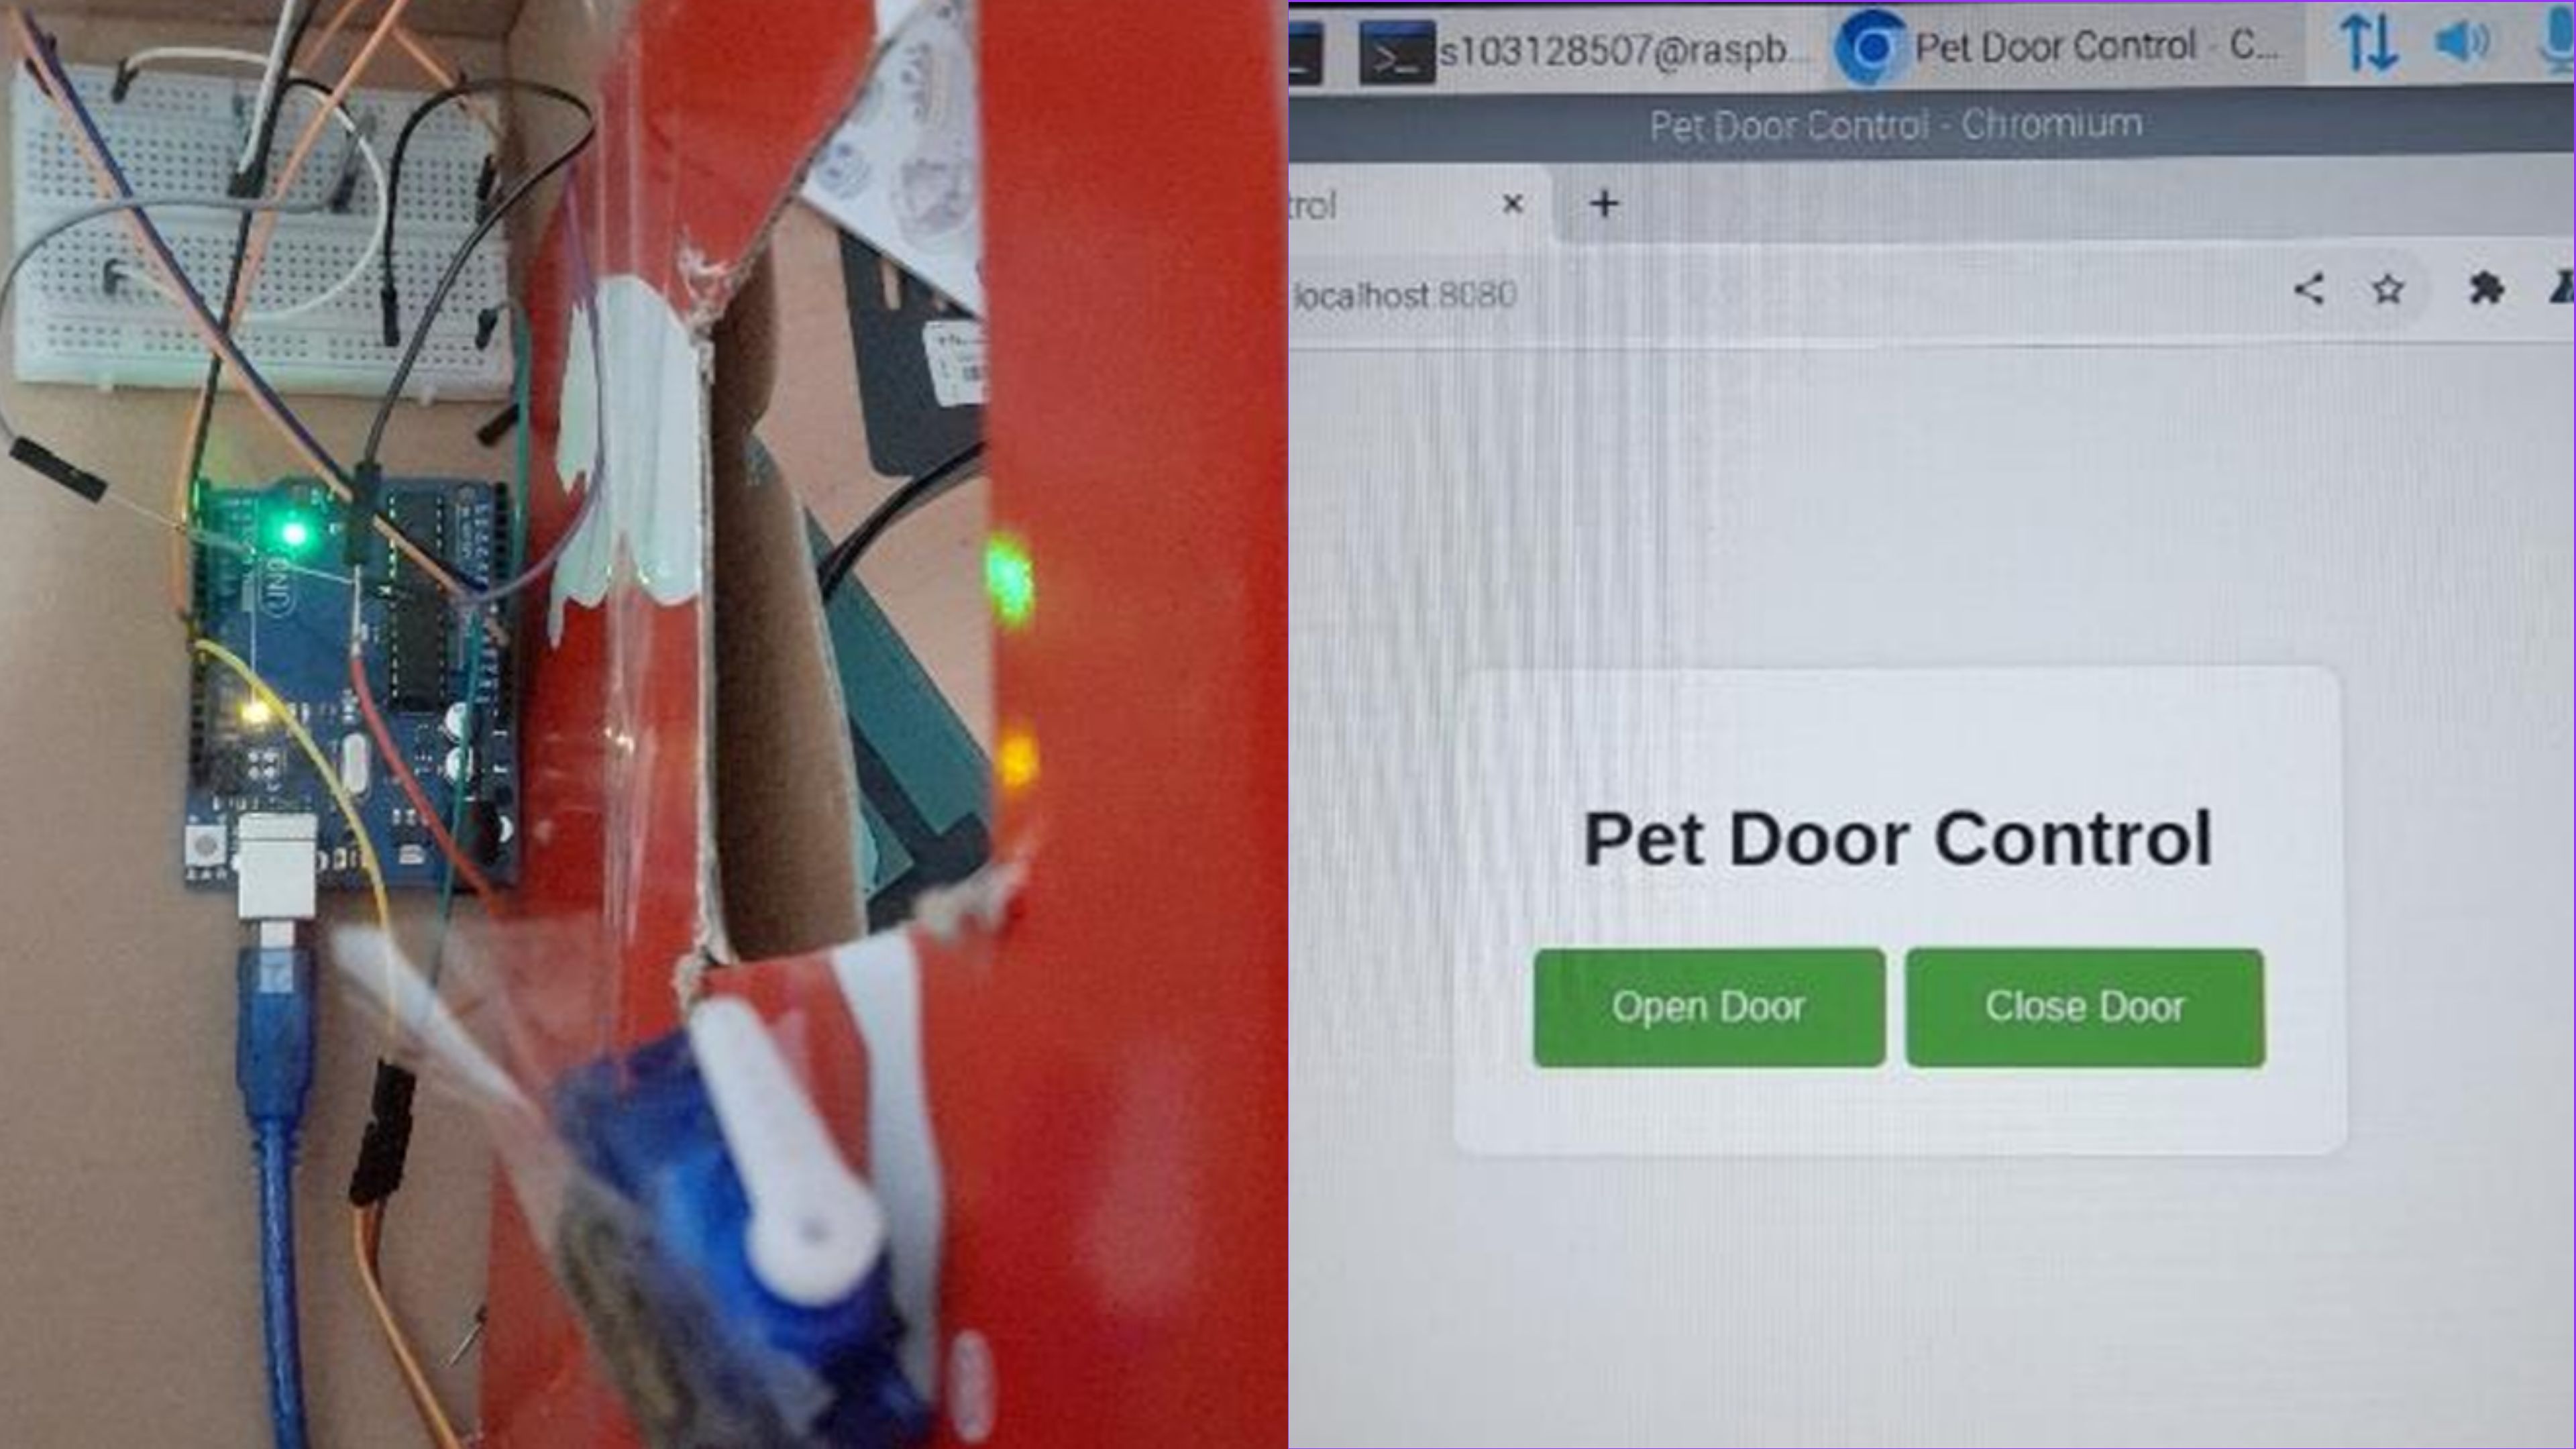 UNO
s103128507@raspb...
Pet Door Control - C...
Pet Door Control - Chromium
trol
localhost:8080
Pet Door Control
Open Door
Close Door